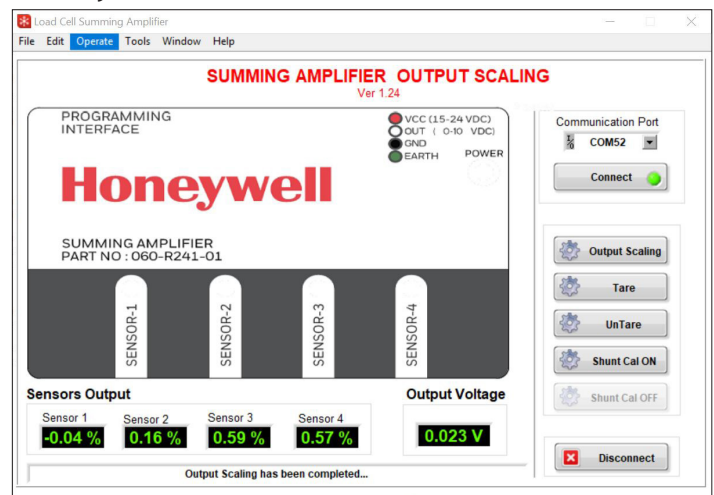 Load Cell Summing Amplifier
File Edit Operate Tools Window Help
SUMMING AMPLIFIER OUTPUT SCALING
Ver 1.24
PROGRAMMING
INTERFACE
VCC (15-24 VDC)
OUT ( 0-10 VDC)
GND
EARTH
POWER
Honeywell
SUMMING AMPLIFIER
PART NO : 060-R241-01
SENSOR-1
SENSOR-2
SENSOR-3
SENSOR-4
Sensors Output
Sensor 1 Sensor 2 Sensor 3 Sensor 4
-0.04 % 0.16 % 0.59 % 0.57 %
Output Voltage
0.023 V
Output Scaling has been completed...
Communication Port
COM52
Connect
Output Scaling
Tare
UnTare
Shunt Cal ON
Shunt Cal OFF
Disconnect